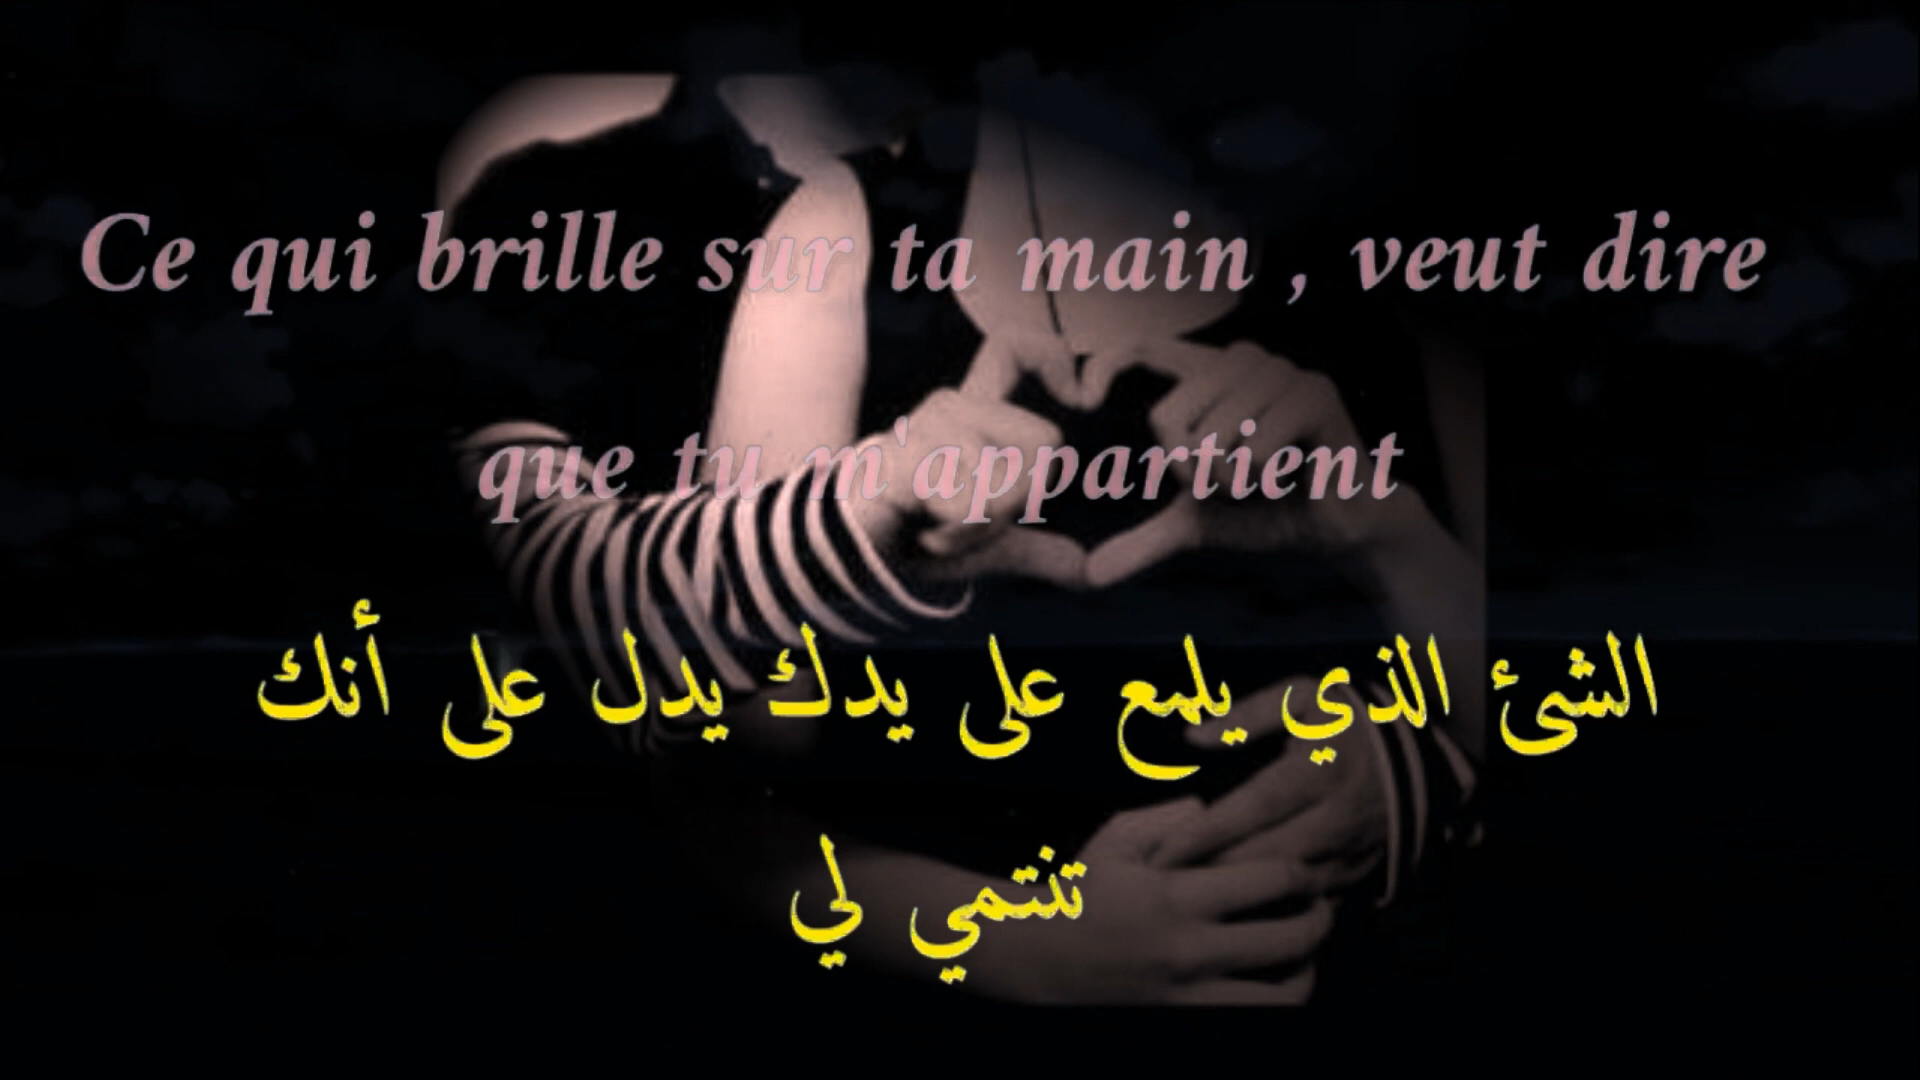 Ce qui brille sur ta main , veut dire
que tu m'appartient
الشئ الذي يلمع على يدك يدل على أنك
تنتمي لي